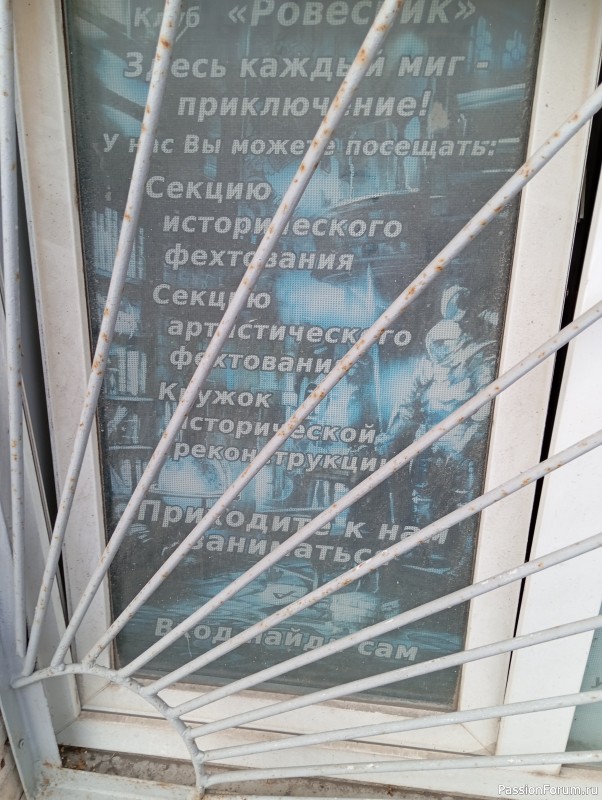 Клуб «Ровесник»
Здесь каждый миг -
приключение!
У нас Вы можете посещать:
Секцию
исторического
фехтования
Секцию
артистического
фехтования
Кружок
исторической
реконструкции
Приходите к нам
заниматься
Вход найди сам
PassionForum.ru